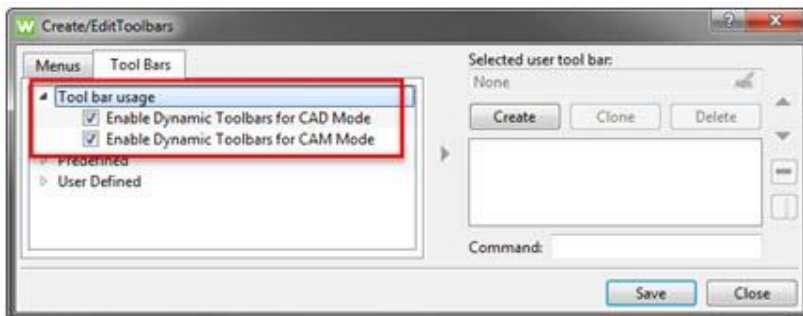 Create/EditToolbars
Menus Tool Bars
Tool bar usage
Enable Dynamic Toolbars for CAD Mode
Enable Dynamic Toolbars for CAM Mode
Predefined
User Defined
Selected user tool bar:
None
Create Clone Delete
Command:
Save Close